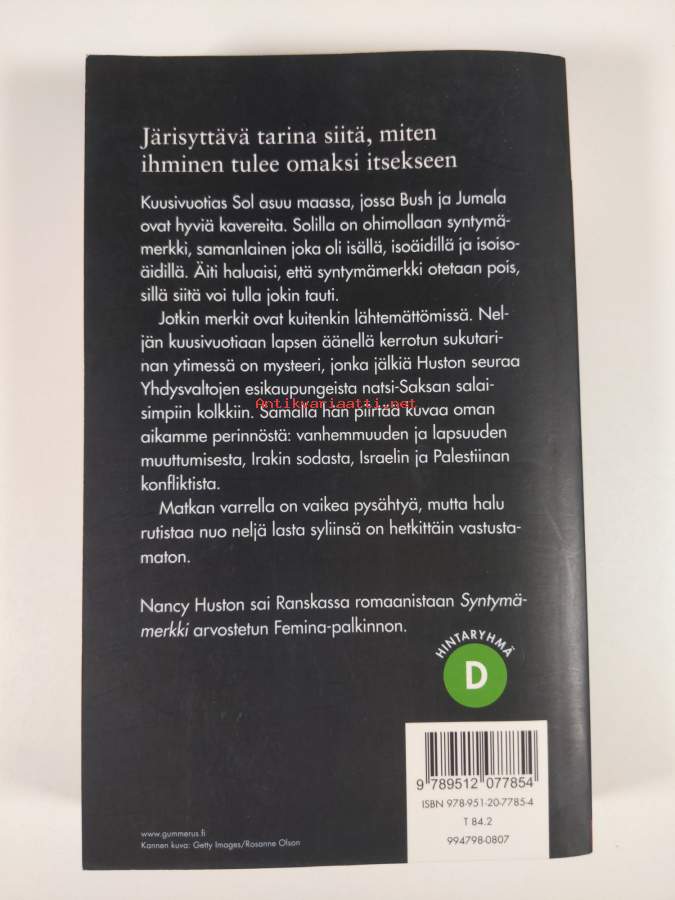 Järisyttävä tarina siitä, miten
ihminen tulee omaksi itsekseen
Kuusivuotias Sol asuu maassa, jossa Bush ja Jumala
ovat hyviä kavereita. Solilla on ohimollaan syntymä-
merkki, samanlainen joka oli isällä, isoäidillä ja isoiso-
äidillä. Äiti haluaisi, että syntymämerkki otetaan pois,
sillä siitä voi tulla jokin tauti.
Jotkin merkit ovat kuitenkin lähtemättömissä. Nel-
jän kuusivuotiaan lapsen äänellä kerrotun sukutari-
nan ytimessä on mysteeri, jonka jälkiä Huston seuraa
Yhdysvaltojen esikaupungeista natsi-Saksan salai-
simpiin kolkkiin. Samalla hän piirtää kuvaa oman
Antikvariaatti.net
aikamme perinnöstä: vanhemmuuden ja lapsuuden
muuttumisesta, Irakin sodasta, Israelin ja Palestiinan
konfliktista.
Matkan varrella on vaikea pysähtyä, mutta halu
rutistaa nuo neljä lasta syliinsä on hetkittäin vastusta-
maton.
Nancy Huston sai Ranskassa romaanistaan Syntymä-
merkki arvostetun Femina-palkinnon.
HINTARYHMÄ
D
9 789512 077854
ISBN 978-951-20-7785-4
T 84.2
994798-0807
www.gummerus.fi
Kannen kuva: Getty Images/Rosanne Olson